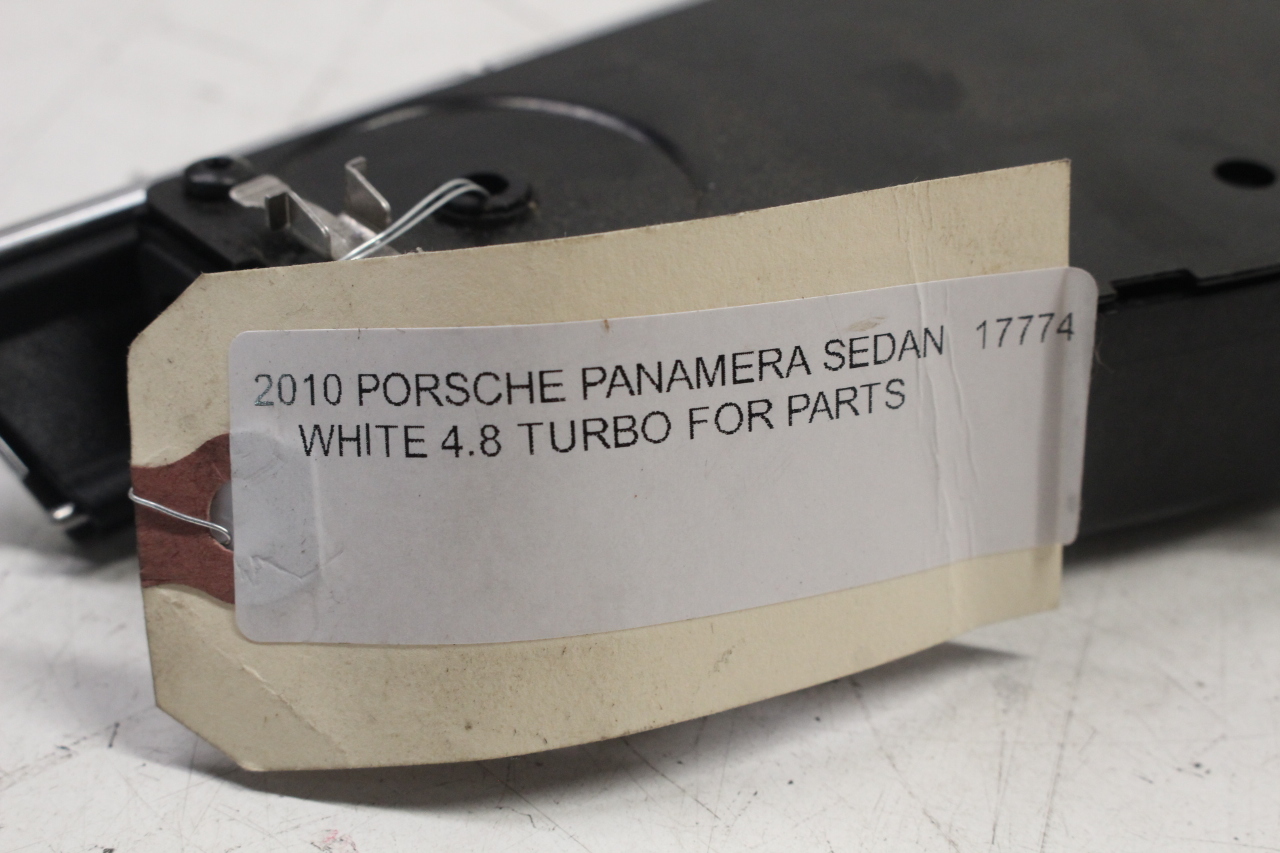 2010 PORSCHE PANAMERA SEDAN 17774
WHITE 4.8 TURBO FOR PARTS